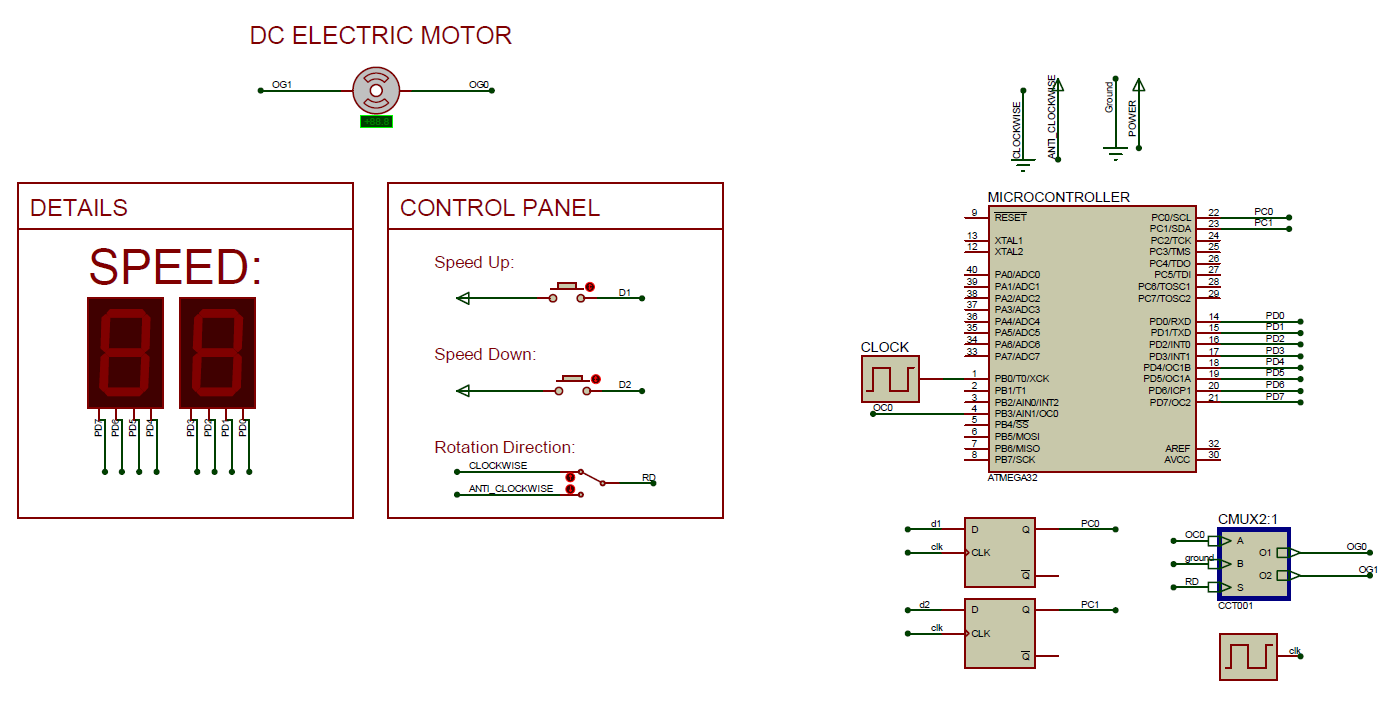 DC ELECTRIC MOTOR
OG1
OG0
+88.8
DETAILS
SPEED:
PD7
PD6
PD5
PD4
PD3
PD2
PD1
PD0
CONTROL PANEL
Speed Up:
D1
Speed Down:
D2
Rotation Direction:
CLOCKWISE
RD
ANTI_CLOCKWISE
CLOCKWISE
ANTI_CLOCKWISE
Ground
POWER
MICROCONTROLLER
9 RESET
13 XTAL1
12 XTAL2
40 PA0/ADC0
39 PA1/ADC1
38 PA2/ADC2
37 PA3/ADC3
36 PA4/ADC4
35 PA5/ADC5
34 PA6/ADC6
33 PA7/ADC7
1 PB0/T0/XCK
2 PB1/T1
3 PB2/AIN0/INT2
4 PB3/AIN1/OC0
5 PB4/SS
6 PB5/MOSI
7 PB6/MISO
8 PB7/SCK
PC0/SCL 22 PC0
PC1/SDA 23 PC1
PC2/TCK 24
PC3/TMS 25
PC4/TDO 26
PC5/TDI 27
PC6/TOSC1 28
PC7/TOSC2 29
PD0/RXD 14 PD0
PD1/TXD 15 PD1
PD2/INT0 16 PD2
PD3/INT1 17 PD3
PD4/OC1B 18 PD4
PD5/OC1A 19 PD5
PD6/ICP1 20 PD6
PD7/OC2 21 PD7
AREF 32
AVCC 30
ATMEGA32
CLOCK
OC0
d1 D Q PC0
clk CLK
Q
d2 D Q PC1
clk CLK
Q
CMUX2:1
OC0 A
O1 OG0
ground B
O2 OG1
RD S
CCT001
clk